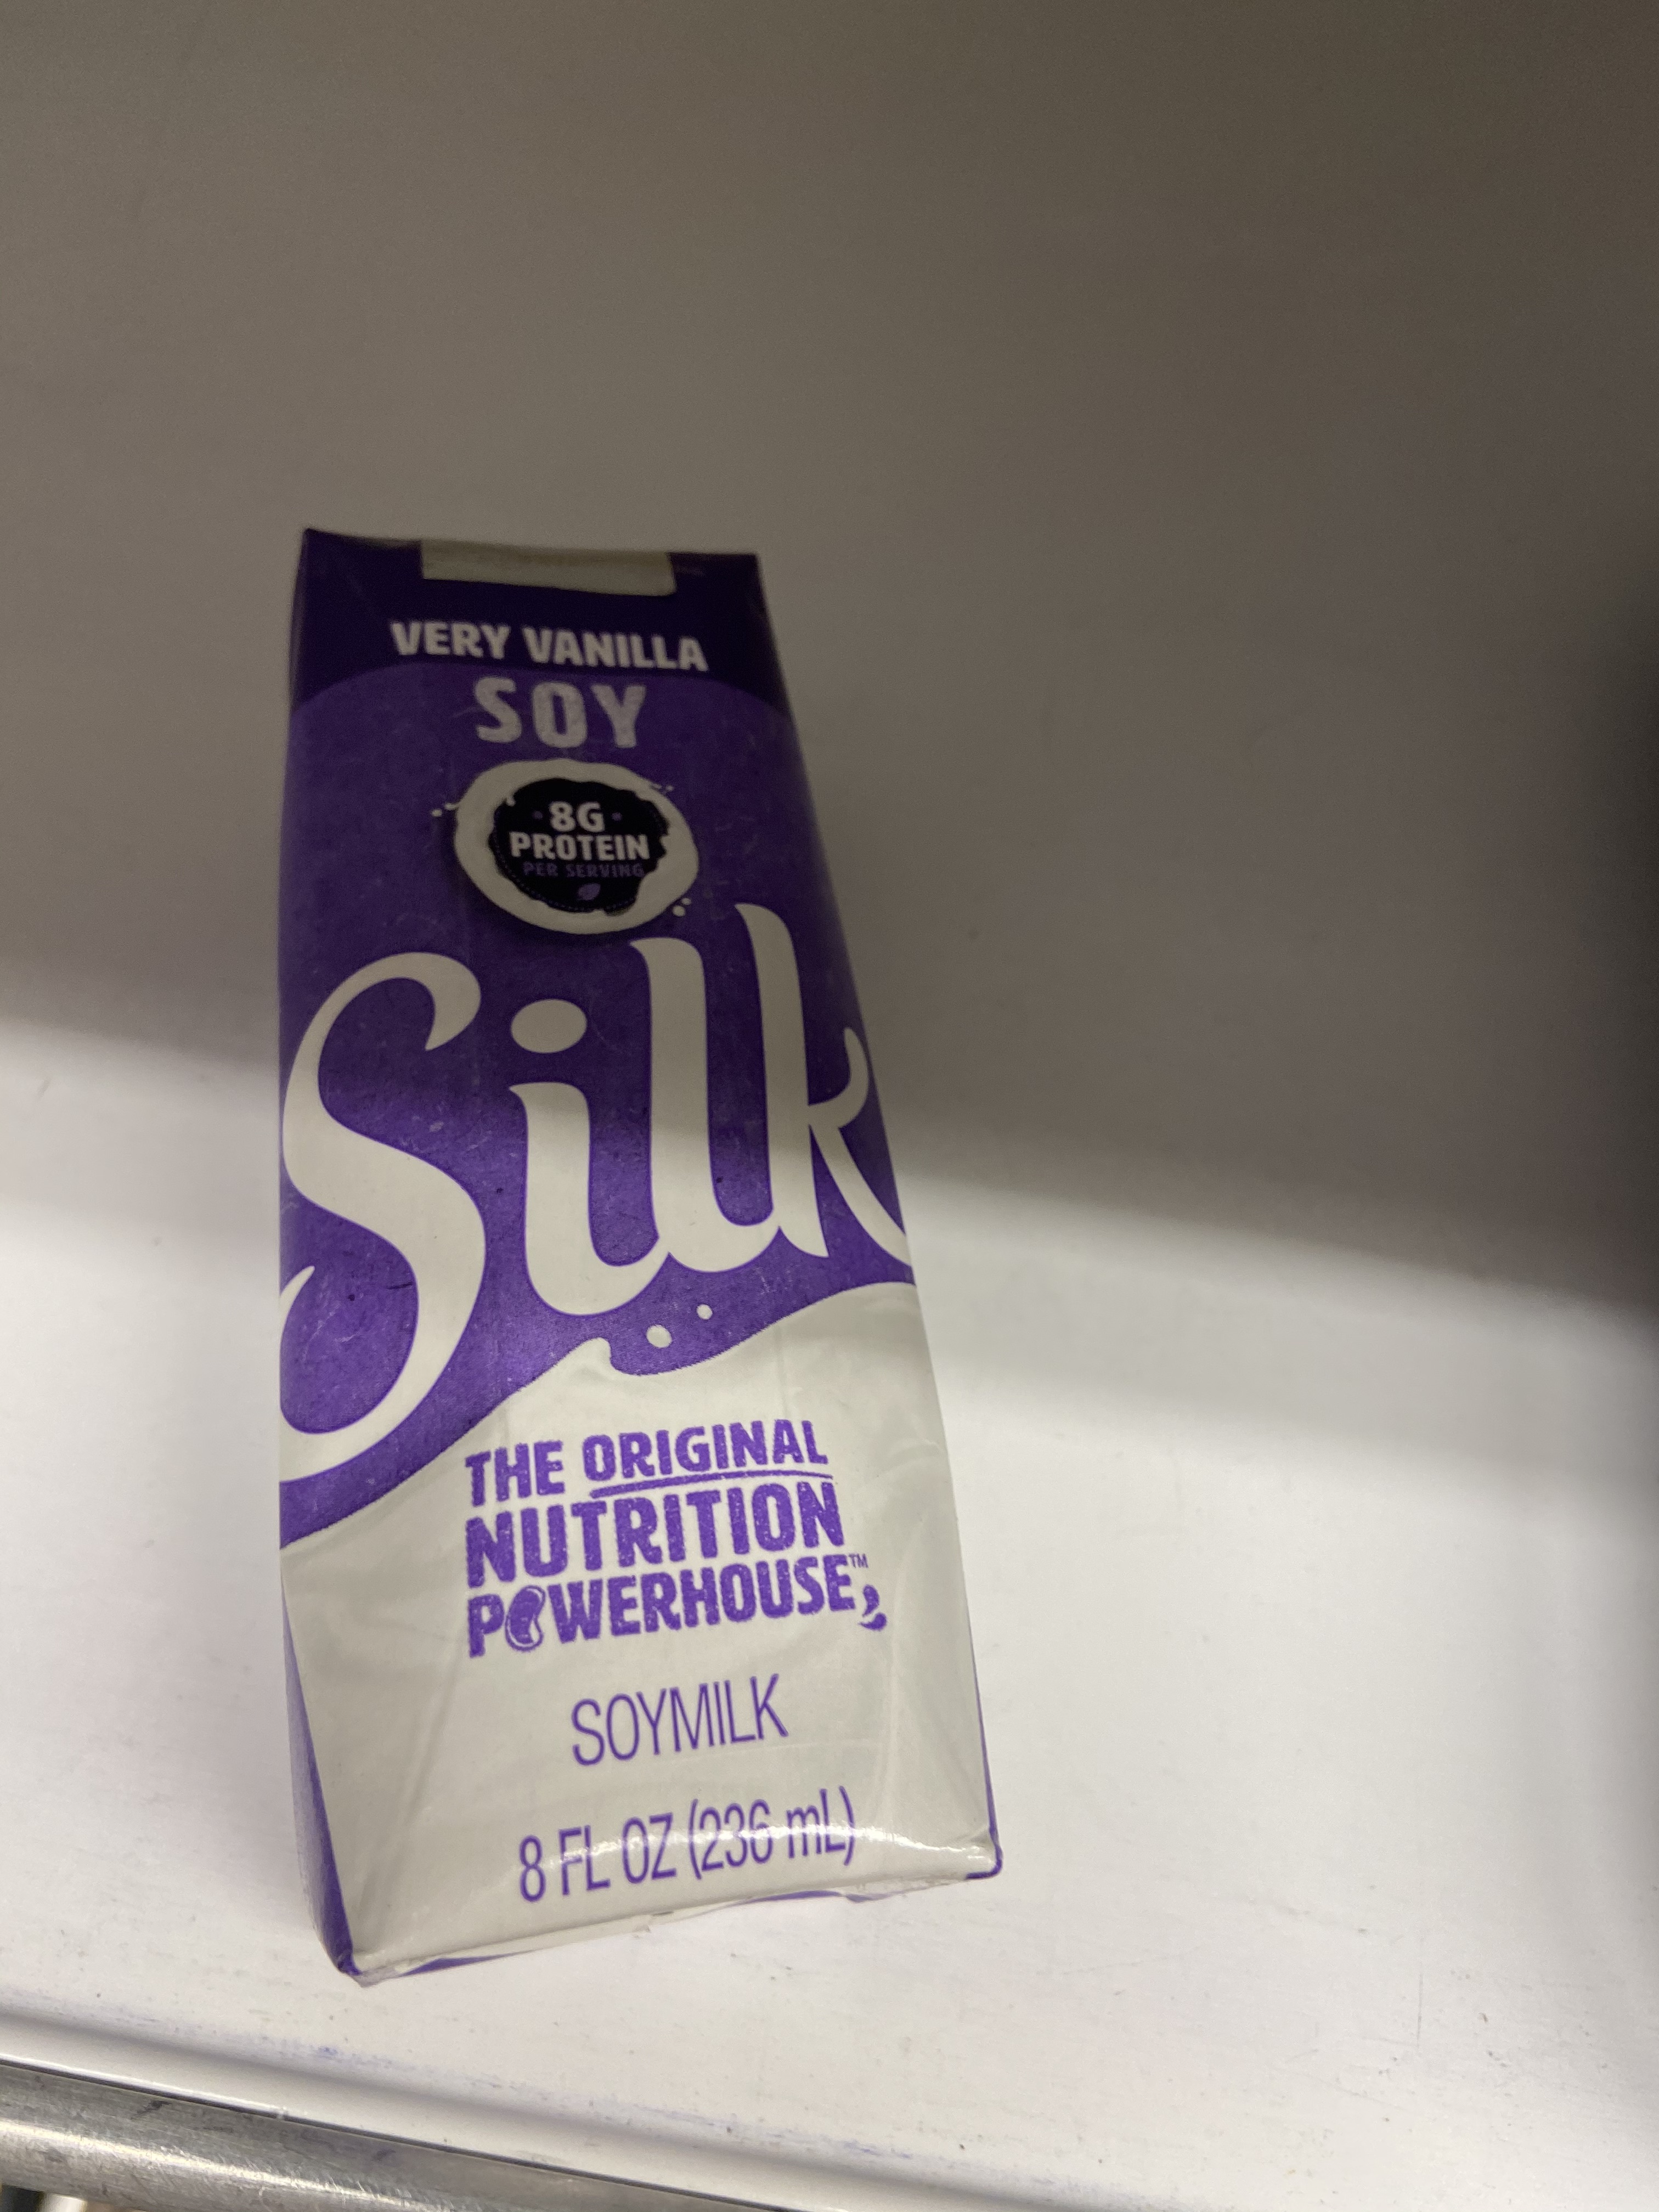 VERY VANILLA
SOY
8G
PROTEIN
PER SERVING
Silk
THE ORIGINAL
NUTRITION
POWERHOUSE™
SOYMILK
8 FL OZ (236 mL)